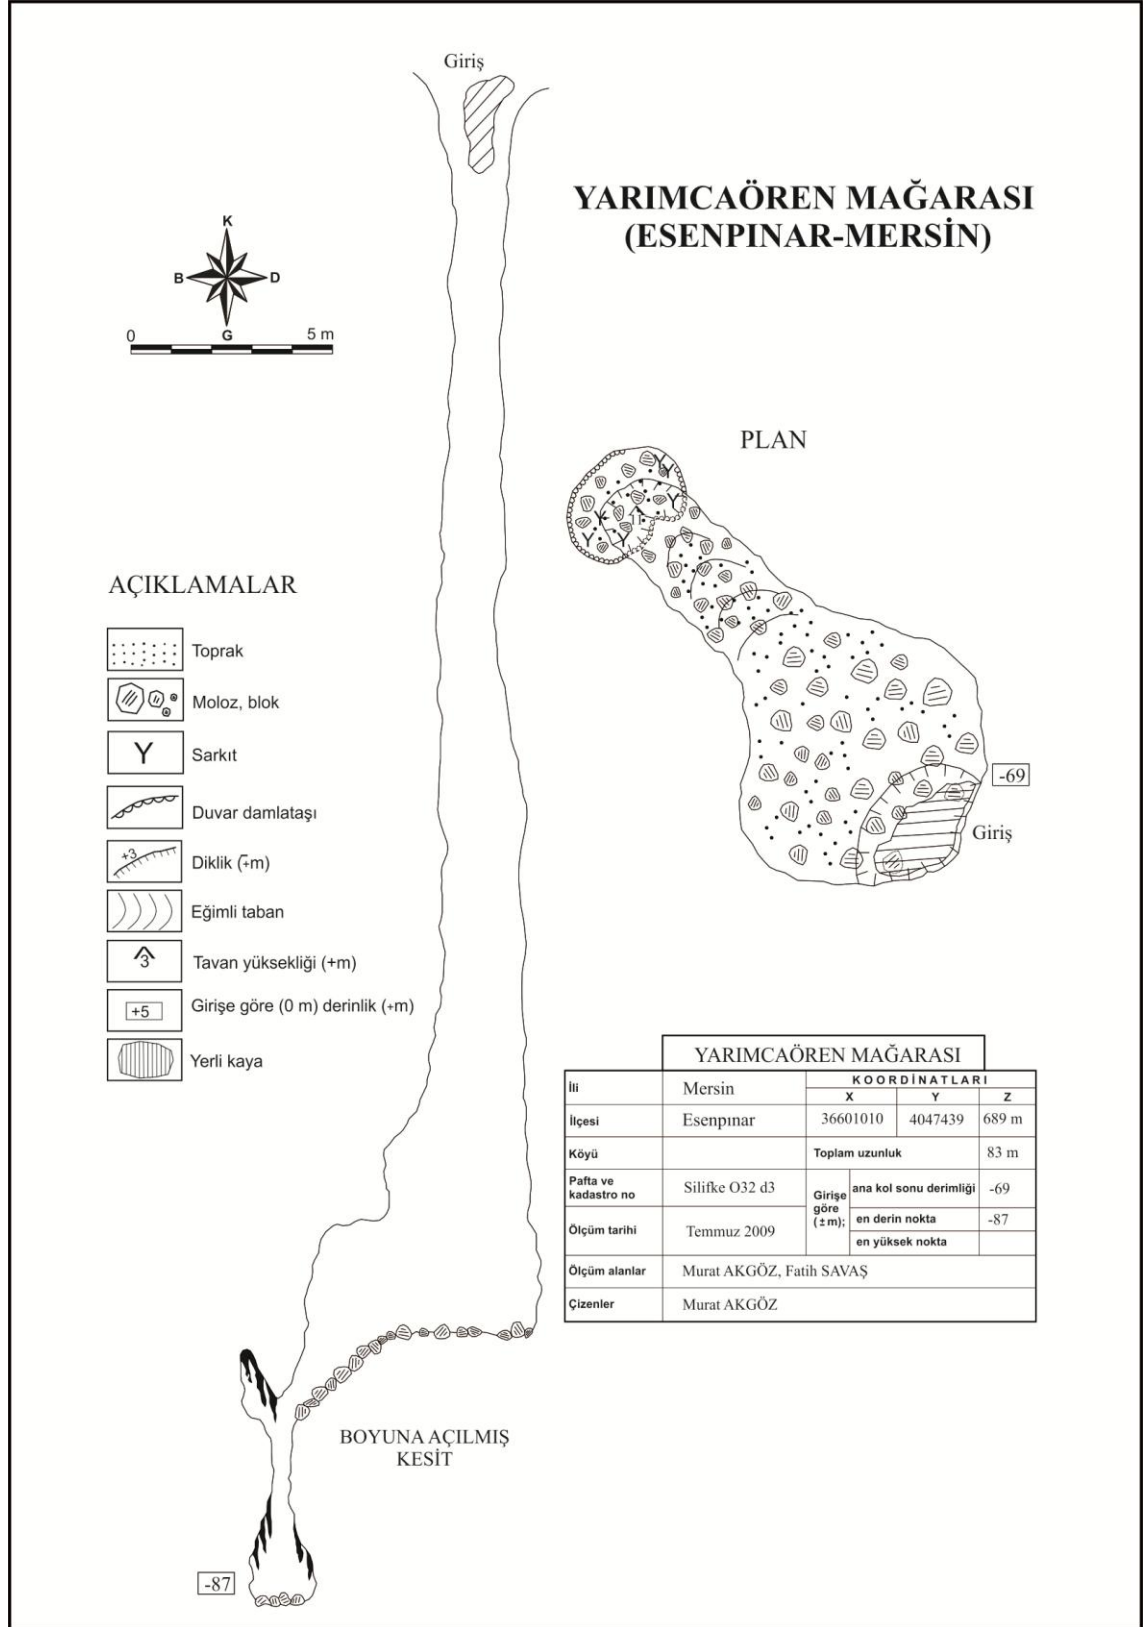 Giriş
YARIMCAÖREN MAĞARASI
(ESENPINAR-MERSİN)
K
B
D
G
0
5 m
PLAN
11
-69
Giriş
AÇIKLAMALAR
Toprak
Moloz, blok
Y
Sarkıt
Duvar damlataşı
+3
Diklik (∓m)
Eğimli taban
3
Tavan yüksekliği (+m)
+5
Girişe göre (0 m) derinlik (+m)
Yerli kaya
YARIMCAÖREN MAĞARASI
İli Mersin KOORDİNATLARI
X Y Z
İlçesi Esenpınar 36601010 4047439 689 m
Köyü Toplam uzunluk 83 m
Pafta ve
kadastro no Silifke O32 d3
Girişe
göre
(±m);
ana kol sonu derimliği -69
Ölçüm tarihi Temmuz 2009
en derin nokta -87
en yüksek nokta
Ölçüm alanlar Murat AKGÖZ, Fatih SAVAŞ
Çizenler Murat AKGÖZ
BOYUNA AÇILMIŞ
KESİT
-87